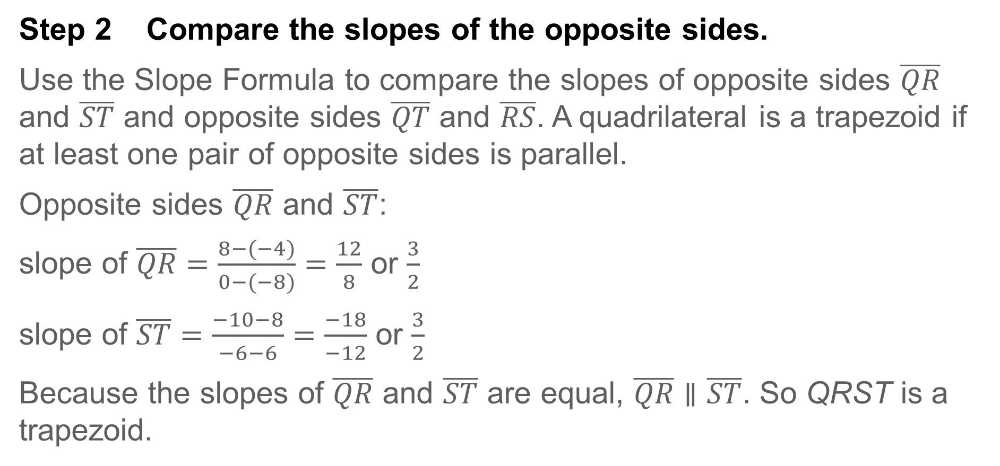 Step 2 Compare the slopes of the opposite sides.
Use the Slope Formula to compare the slopes of opposite sides $\overline{QR}$
and $\overline{ST}$ and opposite sides $\overline{QT}$ and $\overline{RS}$. A quadrilateral is a trapezoid if
at least one pair of opposite sides is parallel.
Opposite sides $\overline{QR}$ and $\overline{ST}$:
slope of $\overline{QR} = \frac{8-(-4)}{0-(-8)} = \frac{12}{8}$ or $\frac{3}{2}$
slope of $\overline{ST} = \frac{-10-8}{-6-6} = \frac{-18}{-12}$ or $\frac{3}{2}$
Because the slopes of $\overline{QR}$ and $\overline{ST}$ are equal, $\overline{QR} \parallel \overline{ST}$. So QRST is a
trapezoid.